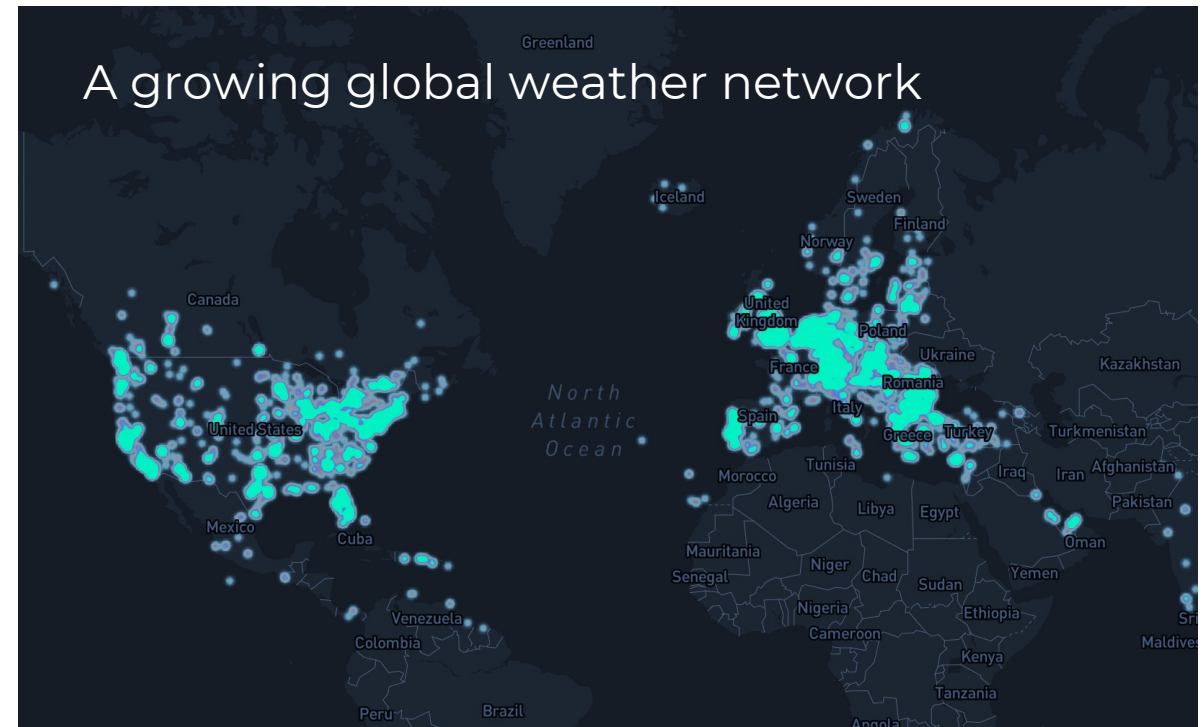 Greenland
A growing global weather network
Iceland
Sweden
Finland
Norway
Canada
United
Kingdom
Poland
Ukraine
Kazakhstan
France
Romania
North
Atlantic
Ocean
Italy
Spain
United States
Greece
Turkey
Turkmenistan
Tunisia
Morocco
Iraq
Iran
Afghanistan
Algeria
Libya
Egypt
Pakistan
Mexico
Cuba
Oman
Mauritania
Niger
Chad
Sudan
Yemen
Senegal
Nigeria
Ethiopia
Venezuela
Sri
Cameroon
Colombia
Maldives
Kenya
Tanzania
Peru
Brazil
Angola